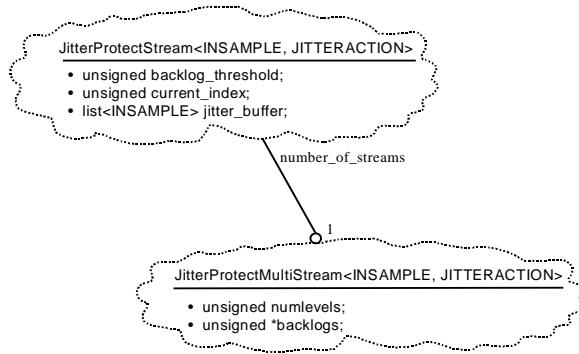 JitterProtectStream<INSAMPLE, JITTERACTION>
• unsigned backlog_threshold;
• unsigned current_index;
• list<INSAMPLE> jitter_buffer;
number_of_streams
1
JitterProtectMultiStream<INSAMPLE, JITTERACTION>
• unsigned numlevels;
• unsigned *backlogs;